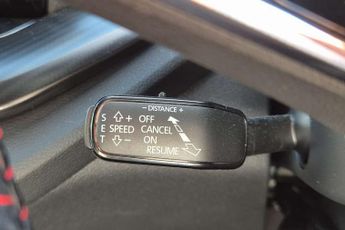 − DISTANCE +
S ⇧+ OFF
E SPEED CANCEL
T ⇩− ON
RESUME